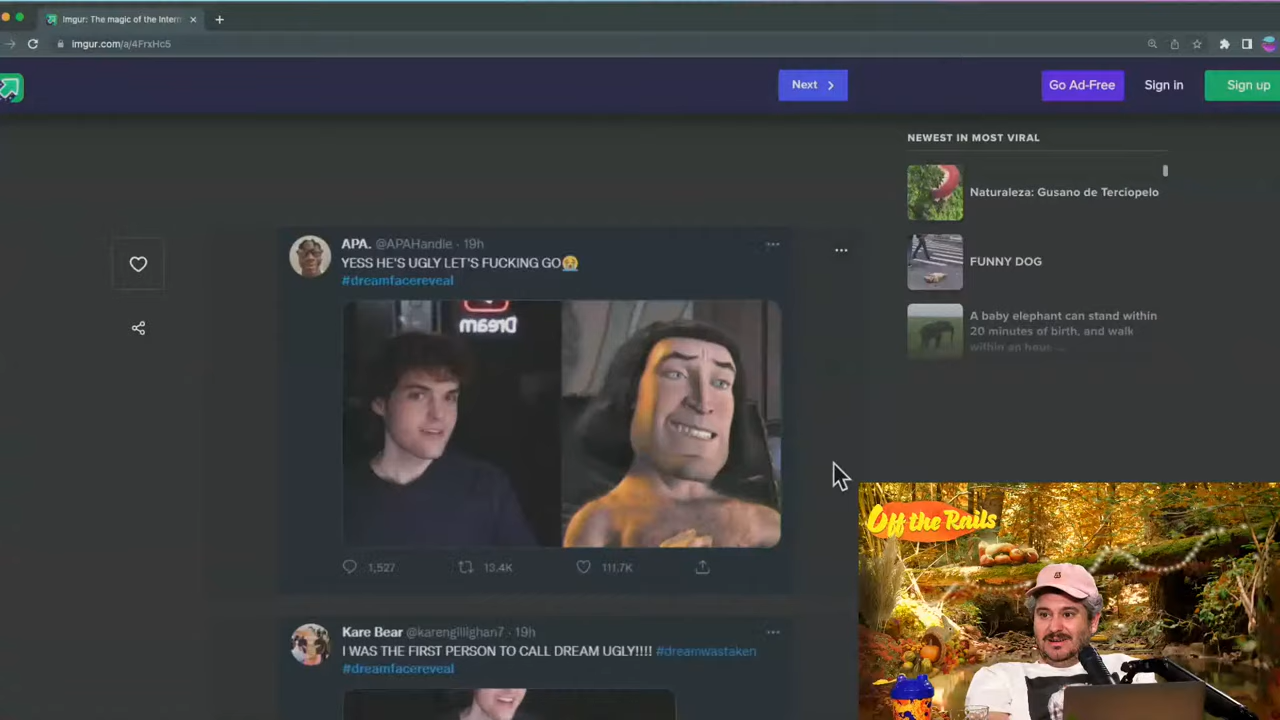 Imgur: The magic of the Intern
imgur.com/a/4FrxHc5
Next
Go Ad-Free
Sign in
Sign up
NEWEST IN MOST VIRAL
Naturaleza: Gusano de Terciopelo
FUNNY DOG
A baby elephant can stand within
20 minutes of birth, and walk
within an hour ...
APA. @APAHandle · 19h
YESS HE'S UGLY LET'S FUCKING GO😭
#dreamfacereveal
Dream
1,527
13.4K
111.7K
Kare Bear @karengillighan7 · 19h
I WAS THE FIRST PERSON TO CALL DREAM UGLY!!!! #dreamwastaken
#dreamfacereveal
Off the Rails